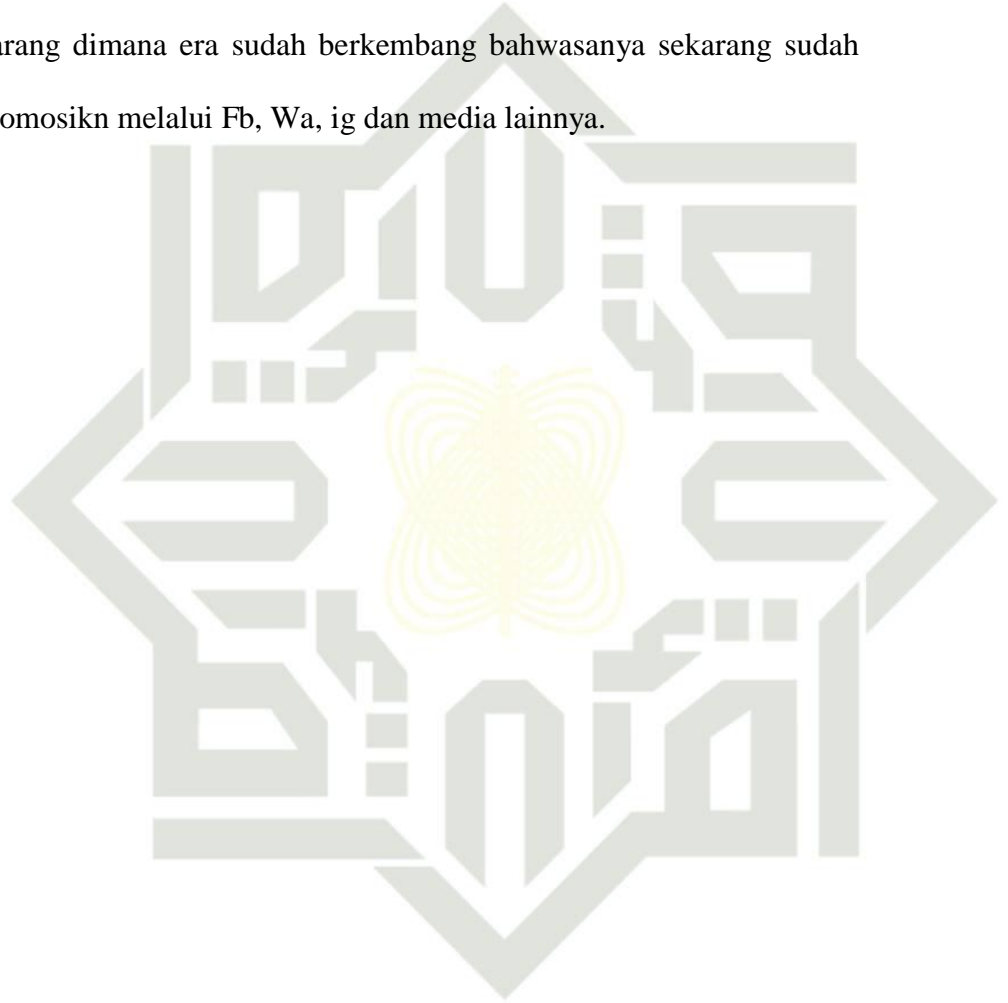 arang dimana era sudah berkembang bahwasanya sekarang sudah
omosikn melalui Fb, Wa, ig dan media lainnya.